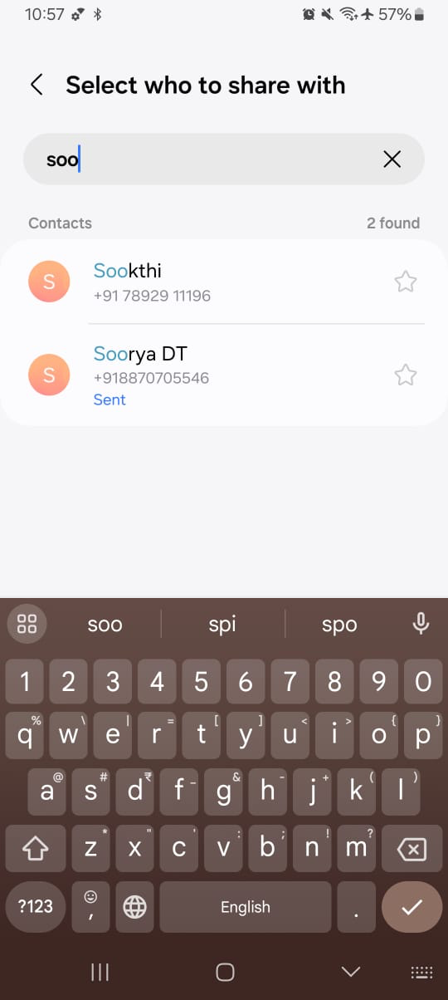 10:57 57%
Select who to share with
soo
Contacts 2 found
S
Sookthi
+91 78929 11196
S
Soorya DT
+918870705546
Sent
soo spi spo
1 2 3 4 5 6 7 8 9 0
% \ | = [ ] < > { }
q w e r t y u i o p
@ # ₹ _ & - + ( )
a s d f g h j k l
* " ' : ; ! ?
z x c v b n m
?123 , English .